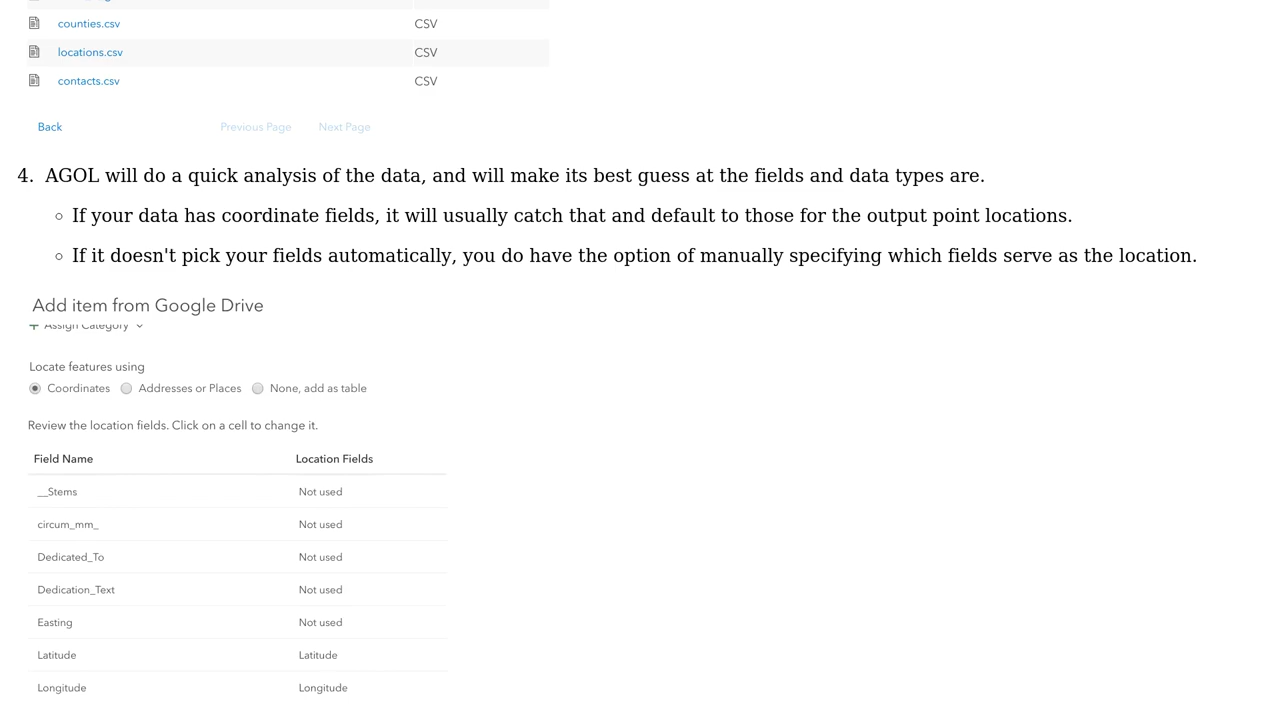 counties.csv CSV
locations.csv CSV
contacts.csv CSV
Back Previous Page Next Page
4. AGOL will do a quick analysis of the data, and will make its best guess at the fields and data types are.
If your data has coordinate fields, it will usually catch that and default to those for the output point locations.
If it doesn't pick your fields automatically, you do have the option of manually specifying which fields serve as the location.
Add item from Google Drive
+ Assign Category
Locate features using
Coordinates Addresses or Places None, add as table
Review the location fields. Click on a cell to change it.
Field Name Location Fields
__Stems Not used
circum_mm_ Not used
Dedicated_To Not used
Dedication_Text Not used
Easting Not used
Latitude Latitude
Longitude Longitude